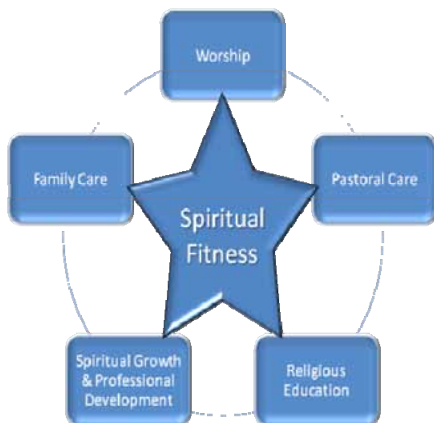 Worship
Family Care
Pastoral Care
Spiritual
Fitness
Spiritual Growth
& Professional
Development
Religious
Education